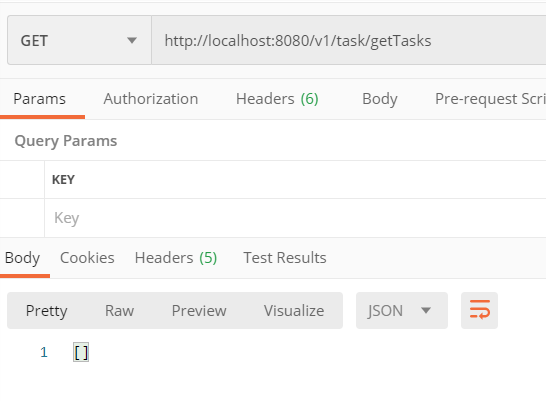 GET http://localhost:8080/v1/task/getTasks
Params Authorization Headers (6) Body Pre-request Scri
Query Params
KEY
Key
Body Cookies Headers (5) Test Results
Pretty Raw Preview Visualize JSON
1 []